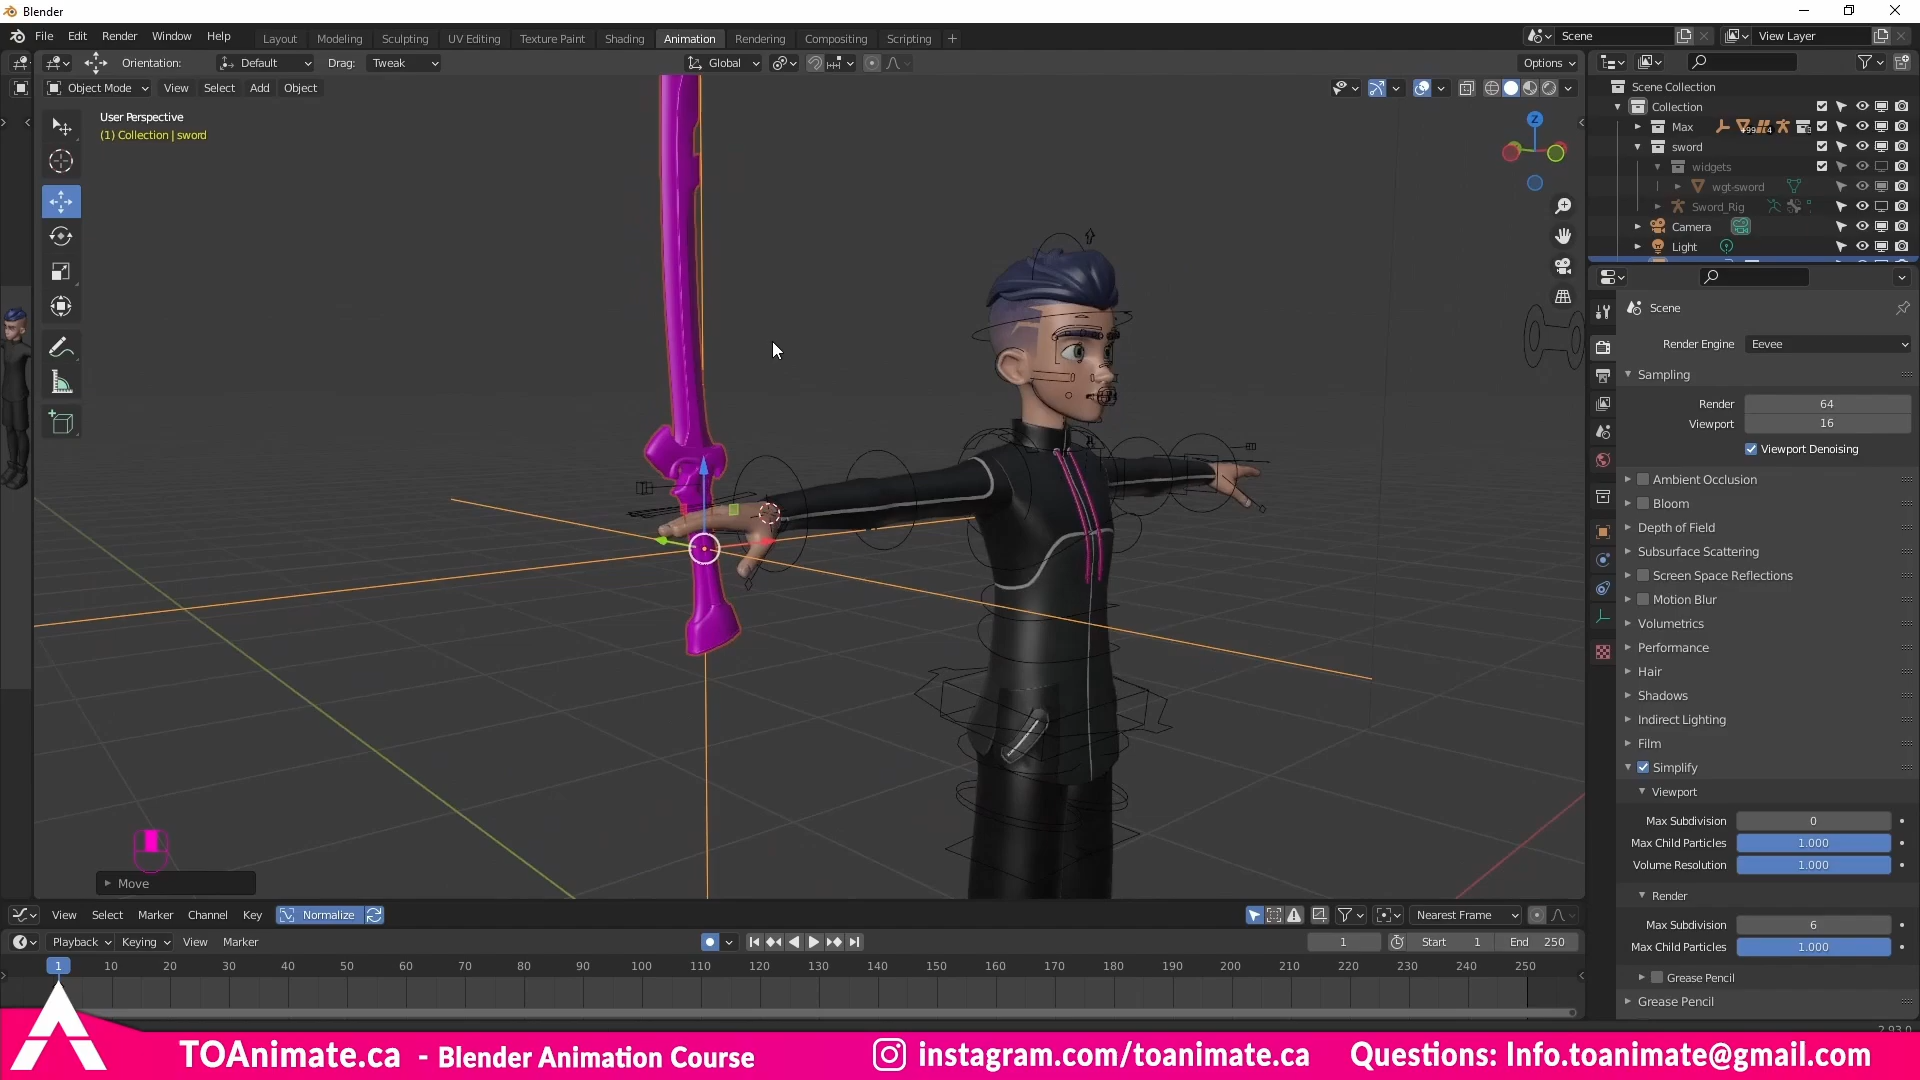 Blender
File Edit Render Window Help
Layout Modeling Sculpting UV Editing Texture Paint Shading Animation Rendering Compositing Scripting +
Scene
View Layer
Orientation: Default Drag: Tweak
Global
Options
Object Mode View Select Add Object
User Perspective
(1) Collection | sword
Z
Scene Collection
Collection
Max
sword
widgets
wgt-sword
Sword_Rig
Camera
Light
Scene
Render Engine Eevee
Sampling
Render 64
Viewport 16
Viewport Denoising
Ambient Occlusion
Bloom
Depth of Field
Subsurface Scattering
Screen Space Reflections
Motion Blur
Volumetrics
Performance
Hair
Shadows
Indirect Lighting
Film
Simplify
Viewport
Max Subdivision 0
Max Child Particles 1.000
Volume Resolution 1.000
Render
Max Subdivision 6
Max Child Particles 1.000
Grease Pencil
Grease Pencil
Move
View Select Marker Channel Key Normalize
Nearest Frame
Playback Keying View Marker
1 Start 1 End 250
1 10 20 30 40 50 60 70 80 90 100 110 120 130 140 150 160 170 180 190 200 210 220 230 240 250
2.93.0
TOAnimate.ca - Blender Animation Course
instagram.com/toanimate.ca
Questions: Info.toanimate@gmail.com